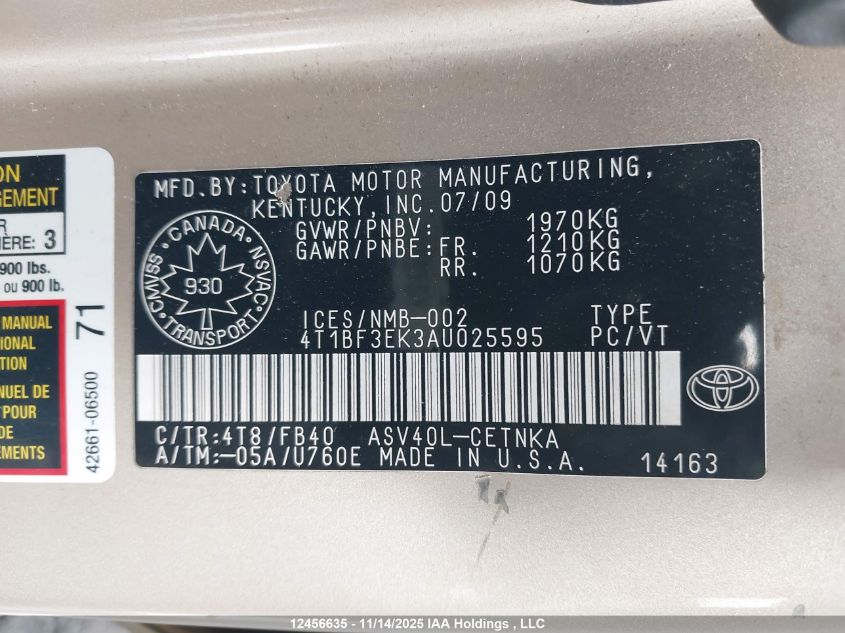 ON
GEMENT
R
IÈRE: 3
900 lbs.
ou 900 lb.
MANUAL
IONAL
TION
NUEL DE
POUR
DE
EMENTS
42661-06500
71
MFD.BY:TOYOTA MOTOR MANUFACTURING,
KENTUCKY,INC.07/09
GVWR/PNBV: 1970KG
GAWR/PNBE:FR. 1210KG
RR. 1070KG
CANADA
CMVSS
NSVAC
930
TRANSPORT
ICES/NMB-002 TYPE
4T1BF3EK3AU025595 PC/VT
TOYOTA
C/TR:4T8/FB40 ASV40L-CETNKA
A/TM:-05A/U760E MADE IN U.S.A. 14163
12456635 - 11/14/2025 IAA Holdings , LLC